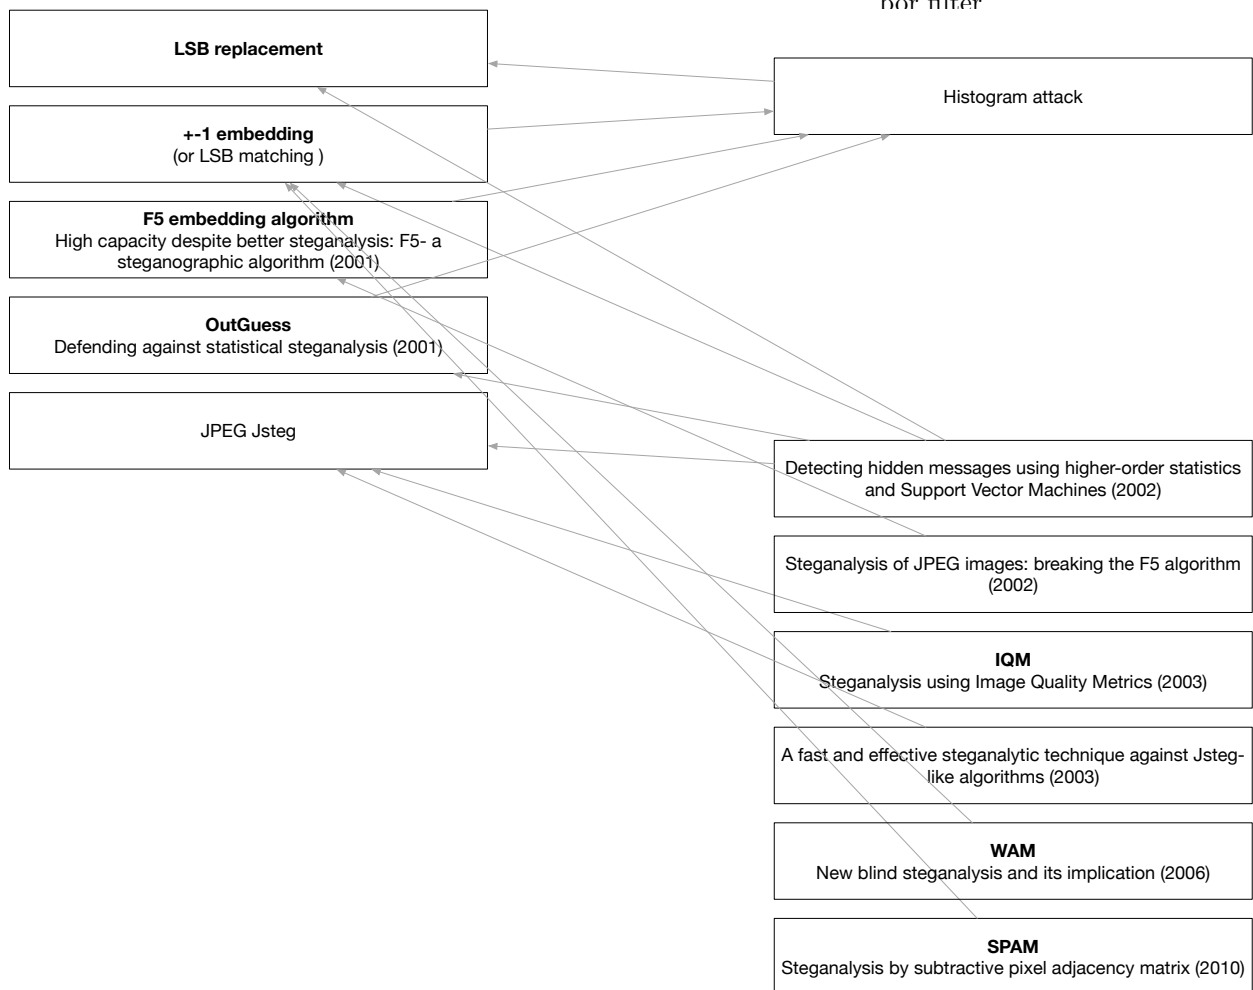 bor filter
LSB replacement
Histogram attack
+-1 embedding
(or LSB matching )
F5 embedding algorithm
High capacity despite better steganalysis: F5- a
steganographic algorithm (2001)
OutGuess
Defending against statistical steganalysis (2001)
JPEG Jsteg
Detecting hidden messages using higher-order statistics
and Support Vector Machines (2002)
Steganalysis of JPEG images: breaking the F5 algorithm
(2002)
IQM
Steganalysis using Image Quality Metrics (2003)
A fast and effective steganalytic technique against Jsteg-
like algorithms (2003)
WAM
New blind steganalysis and its implication (2006)
SPAM
Steganalysis by subtractive pixel adjacency matrix (2010)